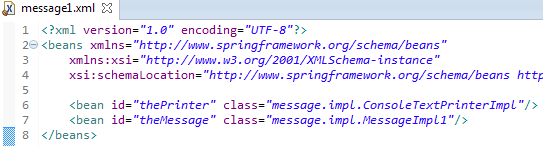 message1.xml
1 <?xml version="1.0" encoding="UTF-8"?>
2 <beans xmlns="http://www.springframework.org/schema/beans"
3 xmlns:xsi="http://www.w3.org/2001/XMLSchema-instance"
4 xsi:schemaLocation="http://www.springframework.org/schema/beans http
5
6 <bean id="thePrinter" class="message.impl.ConsoleTextPrinterImpl"/>
7 <bean id="theMessage" class="message.impl.MessageImpl1"/>
8 </beans>